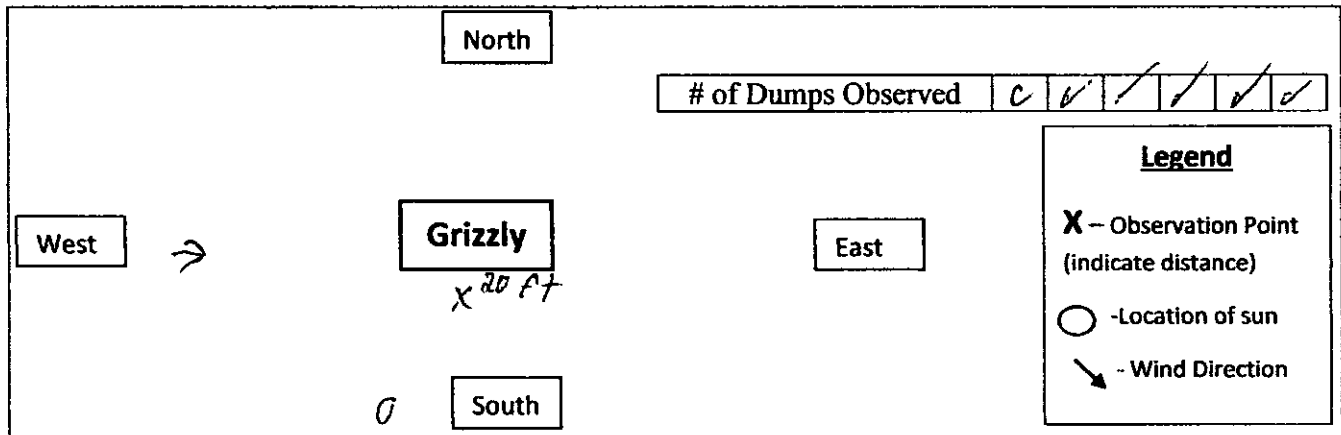 North
# of Dumps Observed C ✓ ✓ ✓ ✓ ✓
Legend
X – Observation Point
(indicate distance)
West → Grizzly East
X 20 ft
O -Location of sun
↘ - Wind Direction
O South